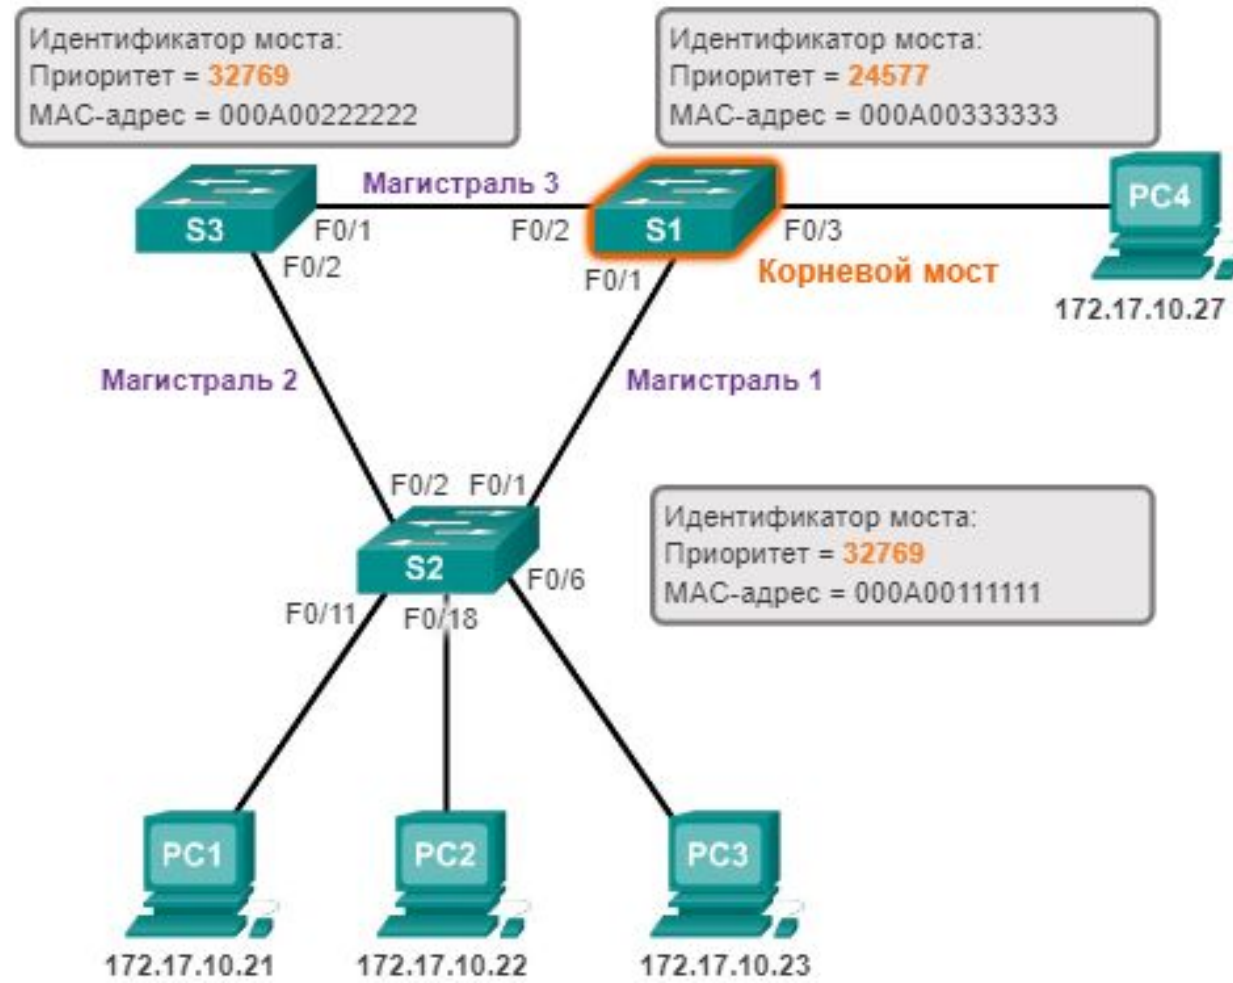 Идентификатор моста:
Приоритет = 32769
MAC-адрес = 000A00222222
Идентификатор моста:
Приоритет = 24577
MAC-адрес = 000A00333333
Магистраль 3
S3
F0/1
F0/2
S1
F0/3
PC4
F0/2
F0/1
Корневой мост
172.17.10.27
Магистраль 2
Магистраль 1
F0/2
F0/1
Идентификатор моста:
Приоритет = 32769
MAC-адрес = 000A00111111
S2
F0/6
F0/11
F0/18
PC1
PC2
PC3
172.17.10.21
172.17.10.22
172.17.10.23